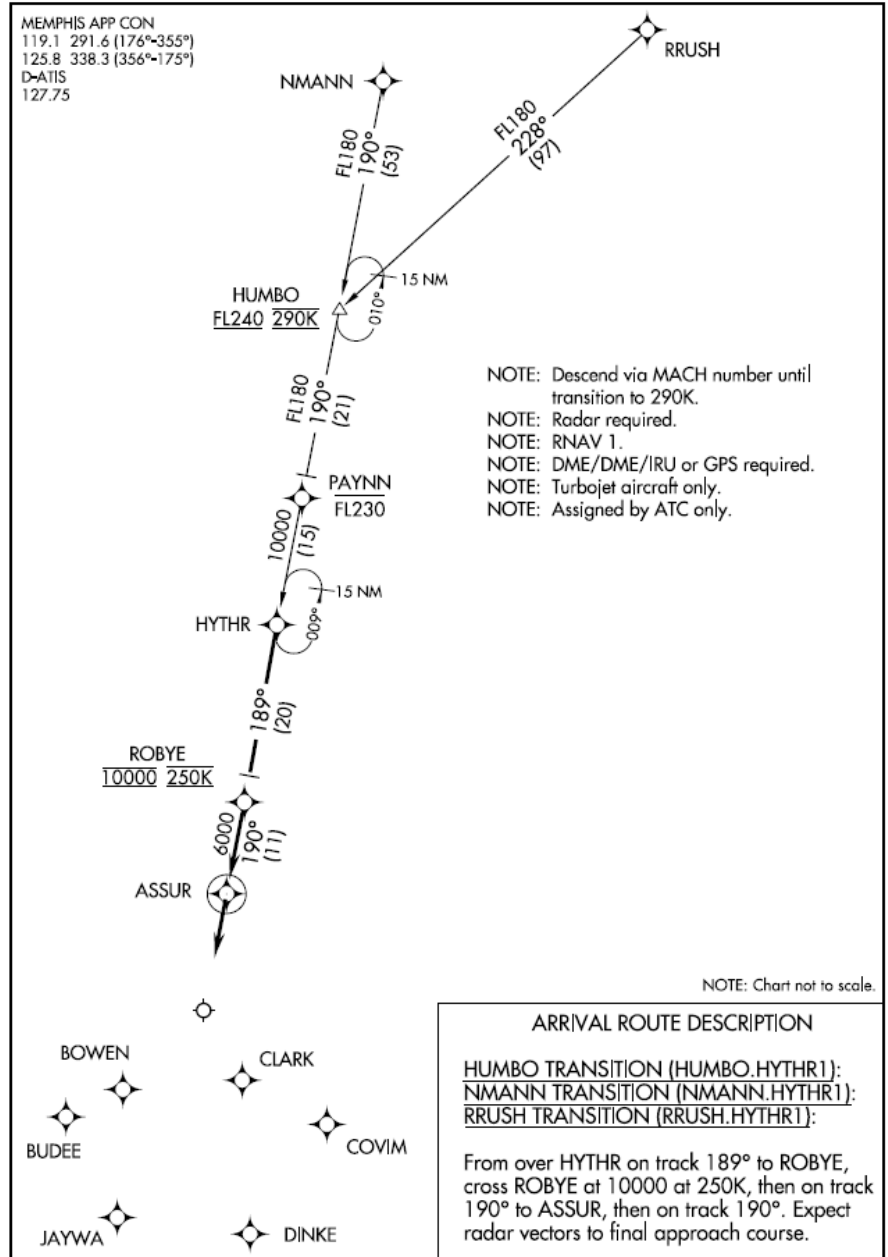 MEMPHIS APP CON
119.1 291.6 (176°-355°)
125.8 338.3 (356°-175°)
D-ATIS
127.75
RRUSH
NMANN
FL180
228°
(97)
FL180
190°
(53)
15 NM
010°
HUMBO
FL240 290K
FL180
190°
(21)
NOTE: Descend via MACH number until
transition to 290K.
NOTE: Radar required.
NOTE: RNAV 1.
NOTE: DME/DME/IRU or GPS required.
NOTE: Turbojet aircraft only.
NOTE: Assigned by ATC only.
PAYNN
FL230
10000
(15)
15 NM
009°
HYTHR
189°
(20)
ROBYE
10000 250K
6000
190°
(11)
ASSUR
NOTE: Chart not to scale.
BOWEN
CLARK
BUDEE
COVIM
JAYWA
DINKE
ARRIVAL ROUTE DESCRIPTION
HUMBO TRANSITION (HUMBO.HYTHR1):
NMANN TRANSITION (NMANN.HYTHR1):
RRUSH TRANSITION (RRUSH.HYTHR1):
From over HYTHR on track 189° to ROBYE,
cross ROBYE at 10000 at 250K, then on track
190° to ASSUR, then on track 190°. Expect
radar vectors to final approach course.